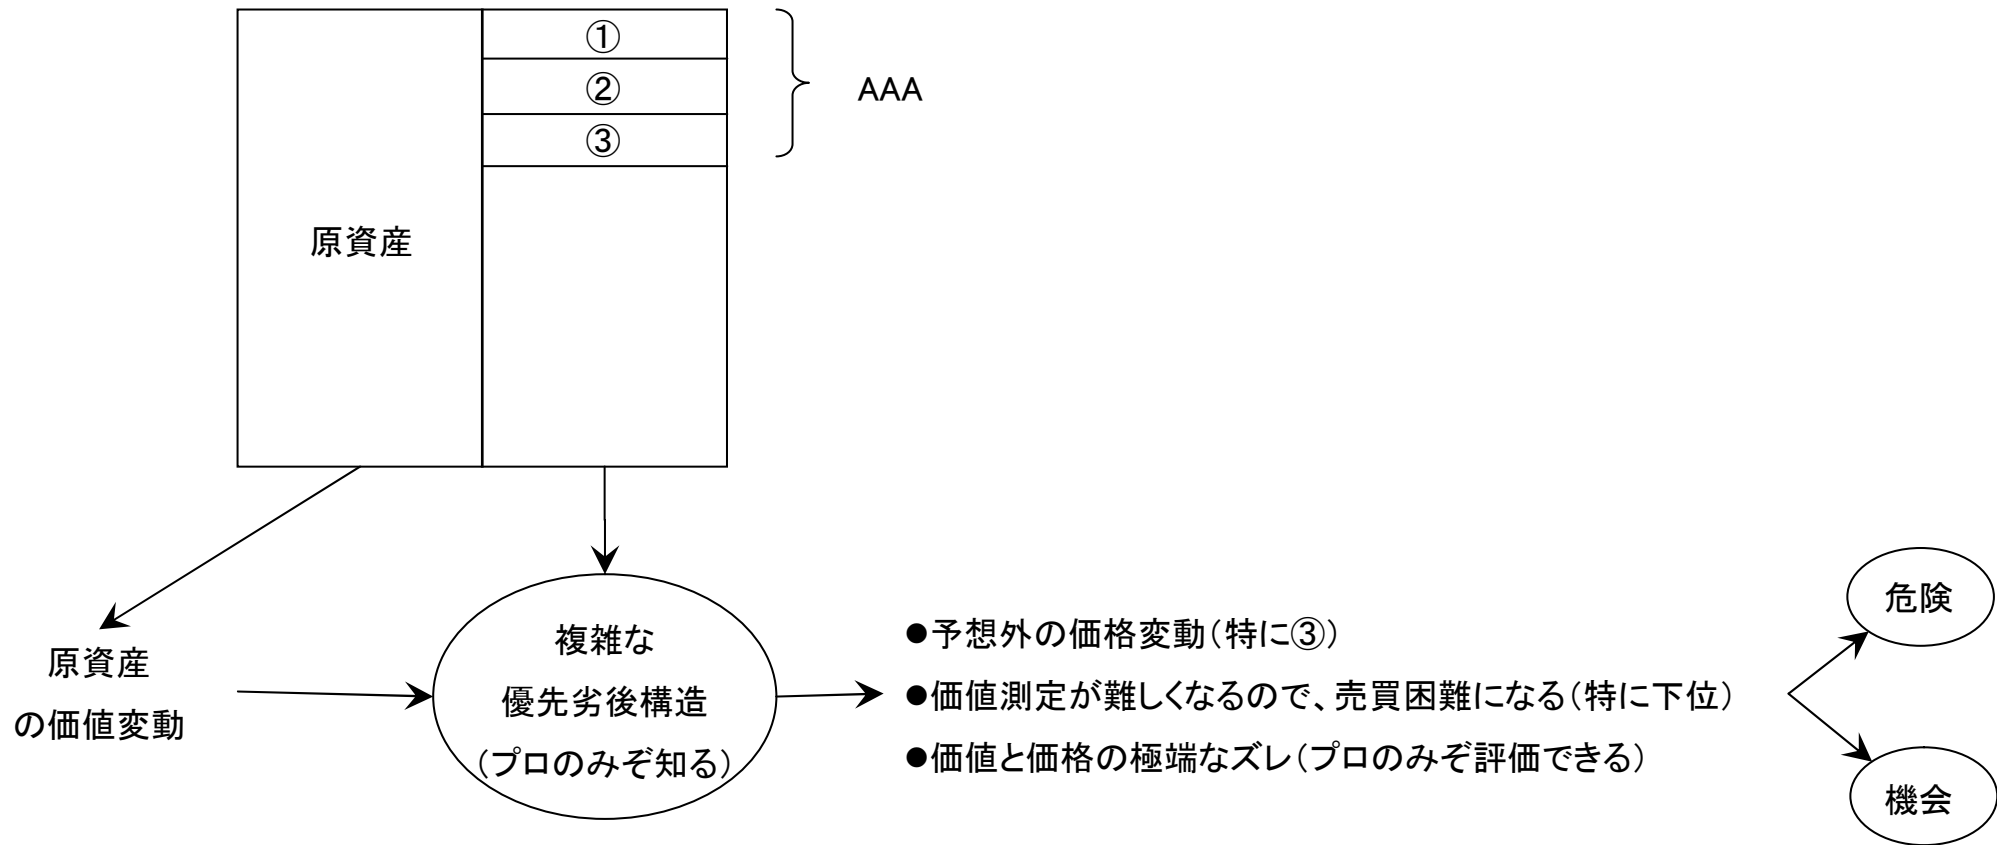 ①
②
③
AAA
原資産
原資産
の価値変動
複雑な
優先劣後構造
(プロのみぞ知る)
●予想外の価格変動(特に③)
●価値測定が難しくなるので、売買困難になる(特に下位)
●価値と価格の極端なズレ(プロのみぞ評価できる)
危険
機会